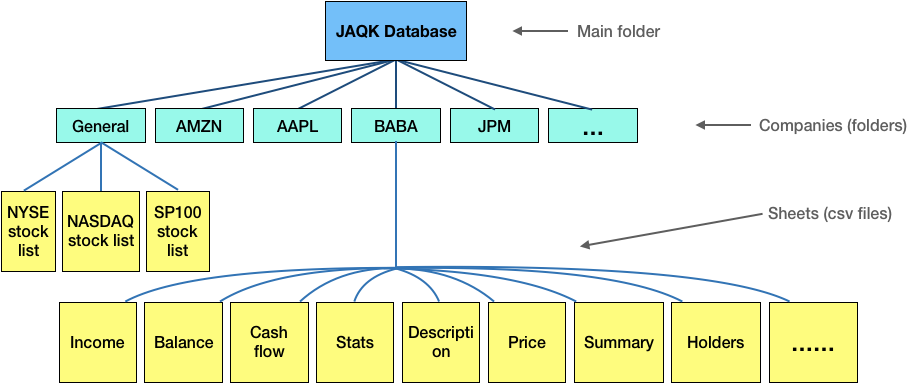 JAQK Database
Main folder
General
AMZN
AAPL
BABA
JPM
...
Companies (folders)
NYSE
stock
list
NASDAQ
stock list
SP100
stock
list
Sheets (csv files)
Income
Balance
Cash
flow
Stats
Descripti
on
Price
Summary
Holders
......